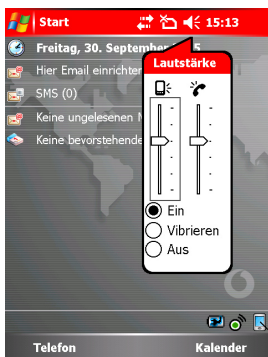 Start 15:13
Freitag, 30. September 5
Lautstärke
Hier Email einrichten
SMS (0)
Keine ungelesenen
Keine bevorstehende
Ein
Vibrieren
Aus
Telefon Kalender